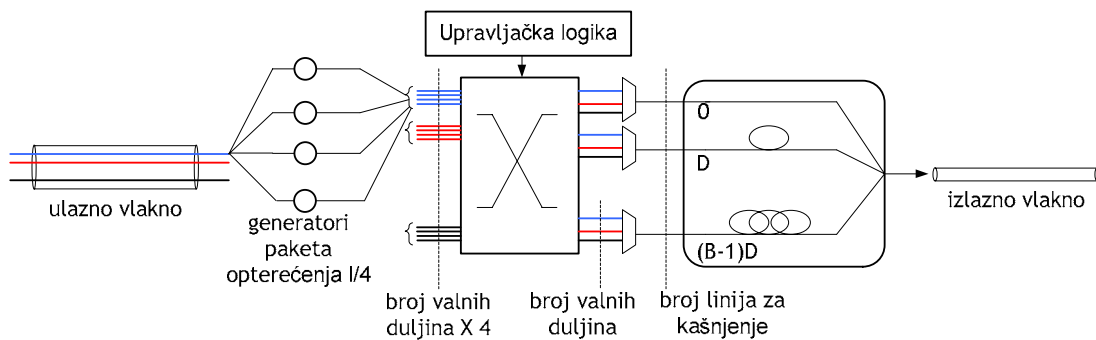 Upravljačka logika
ulazno vlakno
generatori
paketa
opterećenja l/4
broj valnih
duljina X 4
broj valnih
duljina
broj linija za
kašnjenje
0
D
(B-1)D
izlazno vlakno